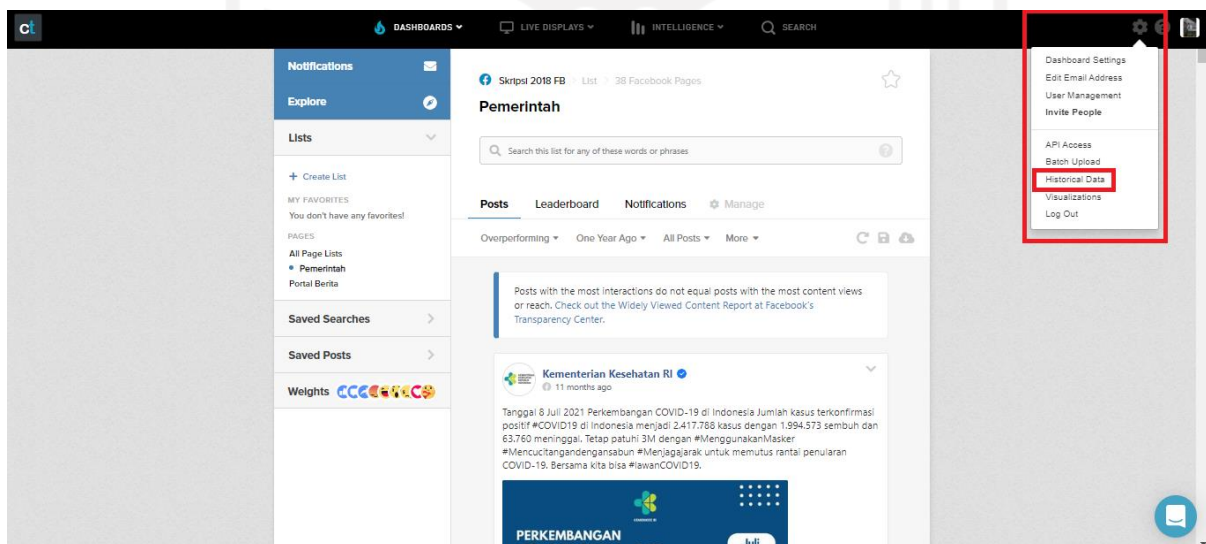 ct
DASHBOARDS
LIVE DISPLAYS
INTELLIGENCE
SEARCH
Notifications
Explore
Lists
+ Create List
MY FAVORITES
You don't have any favorites!
PAGES
All Page Lists
Pemerintah
Portal Berita
Saved Searches
Saved Posts
Weights
Skripsi 2018 FB > List > 38 Facebook Pages
Pemerintah
Search this list for any of these words or phrases
Posts Leaderboard Notifications Manage
Overperforming One Year Ago All Posts More
Posts with the most interactions do not equal posts with the most content views
or reach. Check out the Widely Viewed Content Report at Facebook's
Transparency Center.
Kementerian Kesehatan RI
11 months ago
Tanggal 8 Juli 2021 Perkembangan COVID-19 di Indonesia Jumlah kasus terkonfirmasi
positif #COVID19 di Indonesia menjadi 2.417.788 kasus dengan 1.994.573 sembuh dan
63.760 meninggal. Tetap patuhi 3M dengan #MenggunakanMasker
#Mencucitangandengansabun #Menjagajarak untuk memutus rantai penularan
COVID-19. Bersama kita bisa #lawanCOVID19.
PERKEMBANGAN
Juli
Dashboard Settings
Edit Email Address
User Management
Invite People
API Access
Batch Upload
Historical Data
Visualizations
Log Out